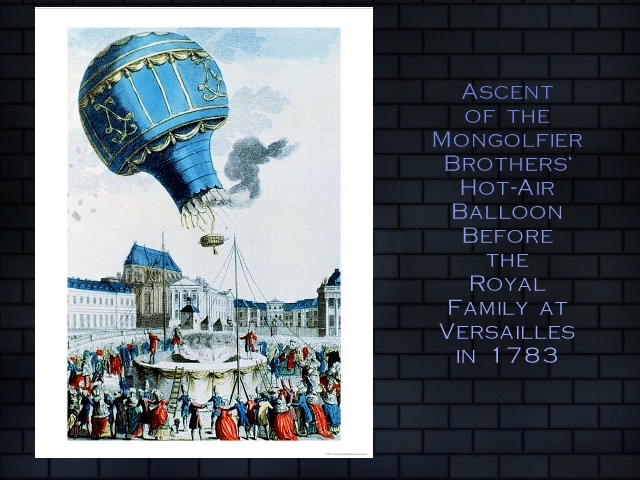 Ascent
of the
Mongolfier
Brothers‘
Hot-Air
Balloon
Before
the
Royal
Family at
Versailles
in 1783